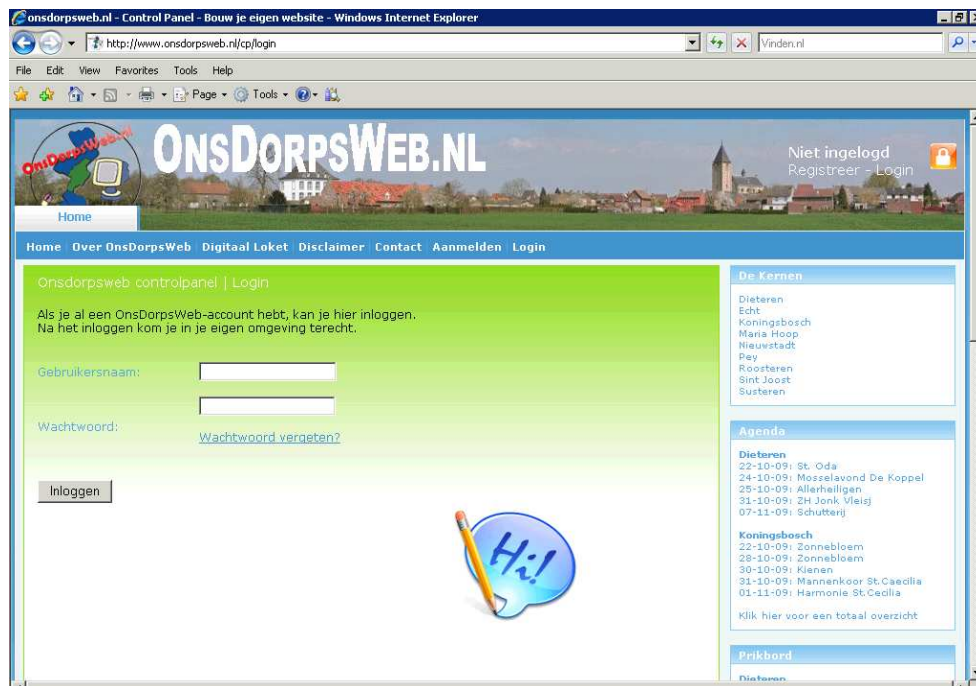 onsdorpsweb.nl - Control Panel - Bouw je eigen website - Windows Internet Explorer
http://www.onsdorpsweb.nl/cp/login
Vinden.nl
File Edit View Favorites Tools Help
Page Tools
OnsDorpsWeb.nl
ONSDORPSWEB.NL
Niet ingelogd
Registreer - Login
Home
Home Over OnsDorpsWeb Digitaal Loket Disclaimer Contact Aanmelden Login
Onsdorpsweb controlpanel | Login
Als je al een OnsDorpsWeb-account hebt, kan je hier inloggen.
Na het inloggen kom je in je eigen omgeving terecht.
Gebruikersnaam:
Wachtwoord:
Wachtwoord vergeten?
Inloggen
Hi!
De Kernen
Dieteren
Echt
Koningsbosch
Maria Hoop
Nieuwstadt
Pey
Roosteren
Sint Joost
Susteren
Agenda
Dieteren
22-10-09: St. Oda
24-10-09: Mosselavond De Koppel
25-10-09: Allerheiligen
31-10-09: ZH Jonk Vleisj
07-11-09: Schutterij
Koningsbosch
22-10-09: Zonnebloem
28-10-09: Zonnebloem
30-10-09: Kienen
31-10-09: Mannenkoor St.Caecilia
01-11-09: Harmonie St.Cecilia
Klik hier voor een totaal overzicht
Prikbord
Dieteren